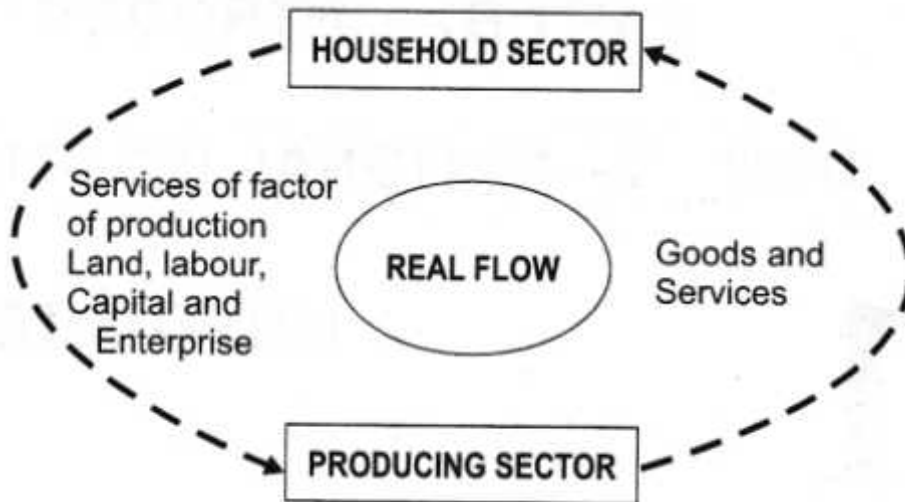 HOUSEHOLD SECTOR
Services of factor
of production
Land, labour,
Capital and
Enterprise
REAL FLOW
Goods and
Services
PRODUCING SECTOR